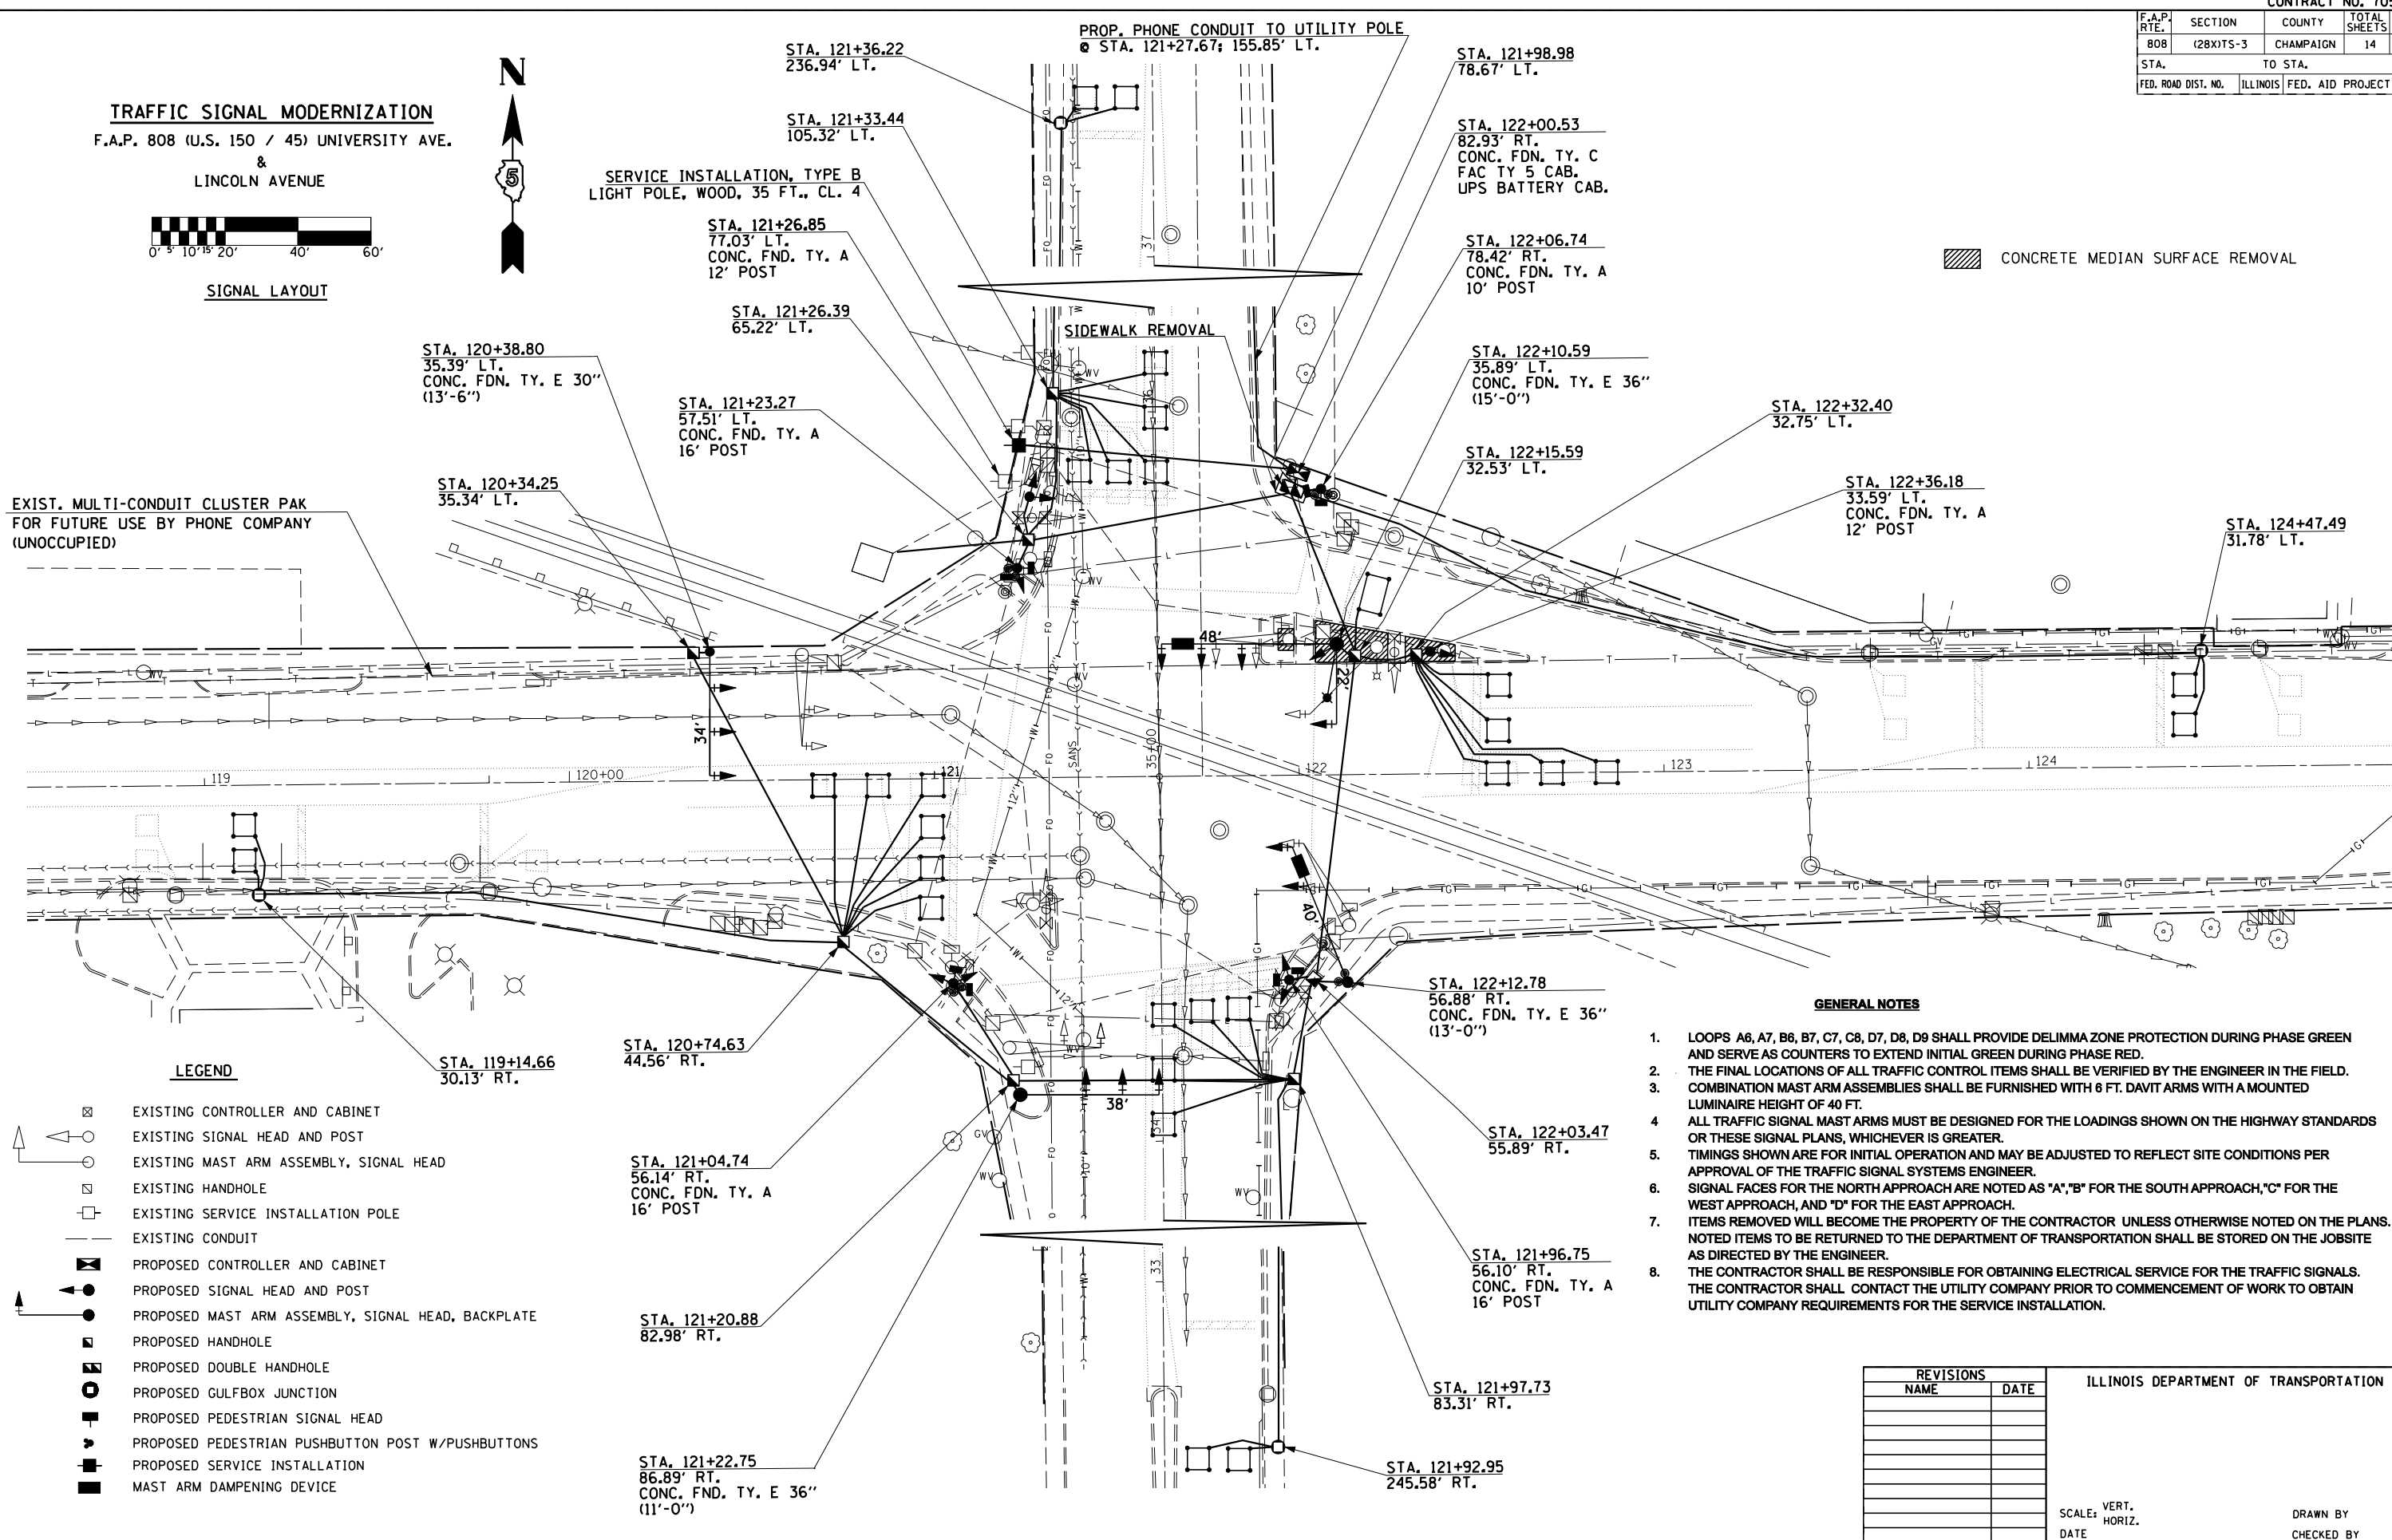 CONTRACT NO.
F.A.P. RTE. SECTION COUNTY TOTAL SHEETS
808 (28X)TS-3 CHAMPAIGN 14
STA. TO STA.
FED. ROAD DIST. NO. ILLINOIS FED. AID PROJECT
TRAFFIC SIGNAL MODERNIZATION
F.A.P. 808 (U.S. 150 / 45) UNIVERSITY AVE.
&
LINCOLN AVENUE
0' 5' 10' 15' 20' 40' 60'
SIGNAL LAYOUT
N
5
PROP. PHONE CONDUIT TO UTILITY POLE
@ STA. 121+27.67; 155.85' LT.
STA. 121+36.22
236.94' LT.
STA. 121+33.44
105.32' LT.
SERVICE INSTALLATION, TYPE B
LIGHT POLE, WOOD, 35 FT., CL. 4
STA. 121+26.85
77.03' LT.
CONC. FND. TY. A
12' POST
STA. 121+26.39
65.22' LT.
STA. 120+38.80
35.39' LT.
CONC. FDN. TY. E 30''
(13'-6'')
STA. 121+23.27
57.51' LT.
CONC. FND. TY. A
16' POST
STA. 120+34.25
35.34' LT.
EXIST. MULTI-CONDUIT CLUSTER PAK
FOR FUTURE USE BY PHONE COMPANY
(UNOCCUPIED)
STA. 121+98.98
78.67' LT.
STA. 122+00.53
82.93' RT.
CONC. FDN. TY. C
FAC TY 5 CAB.
UPS BATTERY CAB.
STA. 122+06.74
78.42' RT.
CONC. FDN. TY. A
10' POST
CONCRETE MEDIAN SURFACE REMOVAL
SIDEWALK REMOVAL
STA. 122+10.59
35.89' LT.
CONC. FDN. TY. E 36''
(15'-0'')
STA. 122+32.40
32.75' LT.
STA. 122+15.59
32.53' LT.
STA. 122+36.18
33.59' LT.
CONC. FDN. TY. A
12' POST
STA. 124+47.49
31.78' LT.
37
36
35+00
34
33
SANS
48'
22'
34'
40'
38'
119
120+00
121
122
123
124
STA. 119+14.66
30.13' RT.
STA. 120+74.63
44.56' RT.
STA. 121+04.74
56.14' RT.
CONC. FDN. TY. A
16' POST
STA. 121+20.88
82.98' RT.
STA. 121+22.75
86.89' RT.
CONC. FND. TY. E 36''
(11'-0'')
STA. 122+12.78
56.88' RT.
CONC. FDN. TY. E 36''
(13'-0'')
STA. 122+03.47
55.89' RT.
STA. 121+96.75
56.10' RT.
CONC. FDN. TY. A
16' POST
STA. 121+97.73
83.31' RT.
STA. 121+92.95
245.58' RT.
LEGEND
EXISTING CONTROLLER AND CABINET
EXISTING SIGNAL HEAD AND POST
EXISTING MAST ARM ASSEMBLY, SIGNAL HEAD
EXISTING HANDHOLE
EXISTING SERVICE INSTALLATION POLE
EXISTING CONDUIT
PROPOSED CONTROLLER AND CABINET
PROPOSED SIGNAL HEAD AND POST
PROPOSED MAST ARM ASSEMBLY, SIGNAL HEAD, BACKPLATE
PROPOSED HANDHOLE
PROPOSED DOUBLE HANDHOLE
PROPOSED GULFBOX JUNCTION
PROPOSED PEDESTRIAN SIGNAL HEAD
PROPOSED PEDESTRIAN PUSHBUTTON POST W/PUSHBUTTONS
PROPOSED SERVICE INSTALLATION
MAST ARM DAMPENING DEVICE
GENERAL NOTES
1. LOOPS A6, A7, B6, B7, C7, C8, D7, D8, D9 SHALL PROVIDE DELIMMA ZONE PROTECTION DURING PHASE GREEN
AND SERVE AS COUNTERS TO EXTEND INITIAL GREEN DURING PHASE RED.
2. THE FINAL LOCATIONS OF ALL TRAFFIC CONTROL ITEMS SHALL BE VERIFIED BY THE ENGINEER IN THE FIELD.
3. COMBINATION MAST ARM ASSEMBLIES SHALL BE FURNISHED WITH 6 FT. DAVIT ARMS WITH A MOUNTED
LUMINAIRE HEIGHT OF 40 FT.
4 ALL TRAFFIC SIGNAL MAST ARMS MUST BE DESIGNED FOR THE LOADINGS SHOWN ON THE HIGHWAY STANDARDS
OR THESE SIGNAL PLANS, WHICHEVER IS GREATER.
5. TIMINGS SHOWN ARE FOR INITIAL OPERATION AND MAY BE ADJUSTED TO REFLECT SITE CONDITIONS PER
APPROVAL OF THE TRAFFIC SIGNAL SYSTEMS ENGINEER.
6. SIGNAL FACES FOR THE NORTH APPROACH ARE NOTED AS "A","B" FOR THE SOUTH APPROACH,"C" FOR THE
WEST APPROACH, AND "D" FOR THE EAST APPROACH.
7. ITEMS REMOVED WILL BECOME THE PROPERTY OF THE CONTRACTOR UNLESS OTHERWISE NOTED ON THE PLANS.
NOTED ITEMS TO BE RETURNED TO THE DEPARTMENT OF TRANSPORTATION SHALL BE STORED ON THE JOBSITE
AS DIRECTED BY THE ENGINEER.
8. THE CONTRACTOR SHALL BE RESPONSIBLE FOR OBTAINING ELECTRICAL SERVICE FOR THE TRAFFIC SIGNALS.
THE CONTRACTOR SHALL CONTACT THE UTILITY COMPANY PRIOR TO COMMENCEMENT OF WORK TO OBTAIN
UTILITY COMPANY REQUIREMENTS FOR THE SERVICE INSTALLATION.
REVISIONS
NAME DATE
ILLINOIS DEPARTMENT OF TRANSPORTATION
SCALE: VERT.
HORIZ.
DRAWN BY
DATE
CHECKED BY